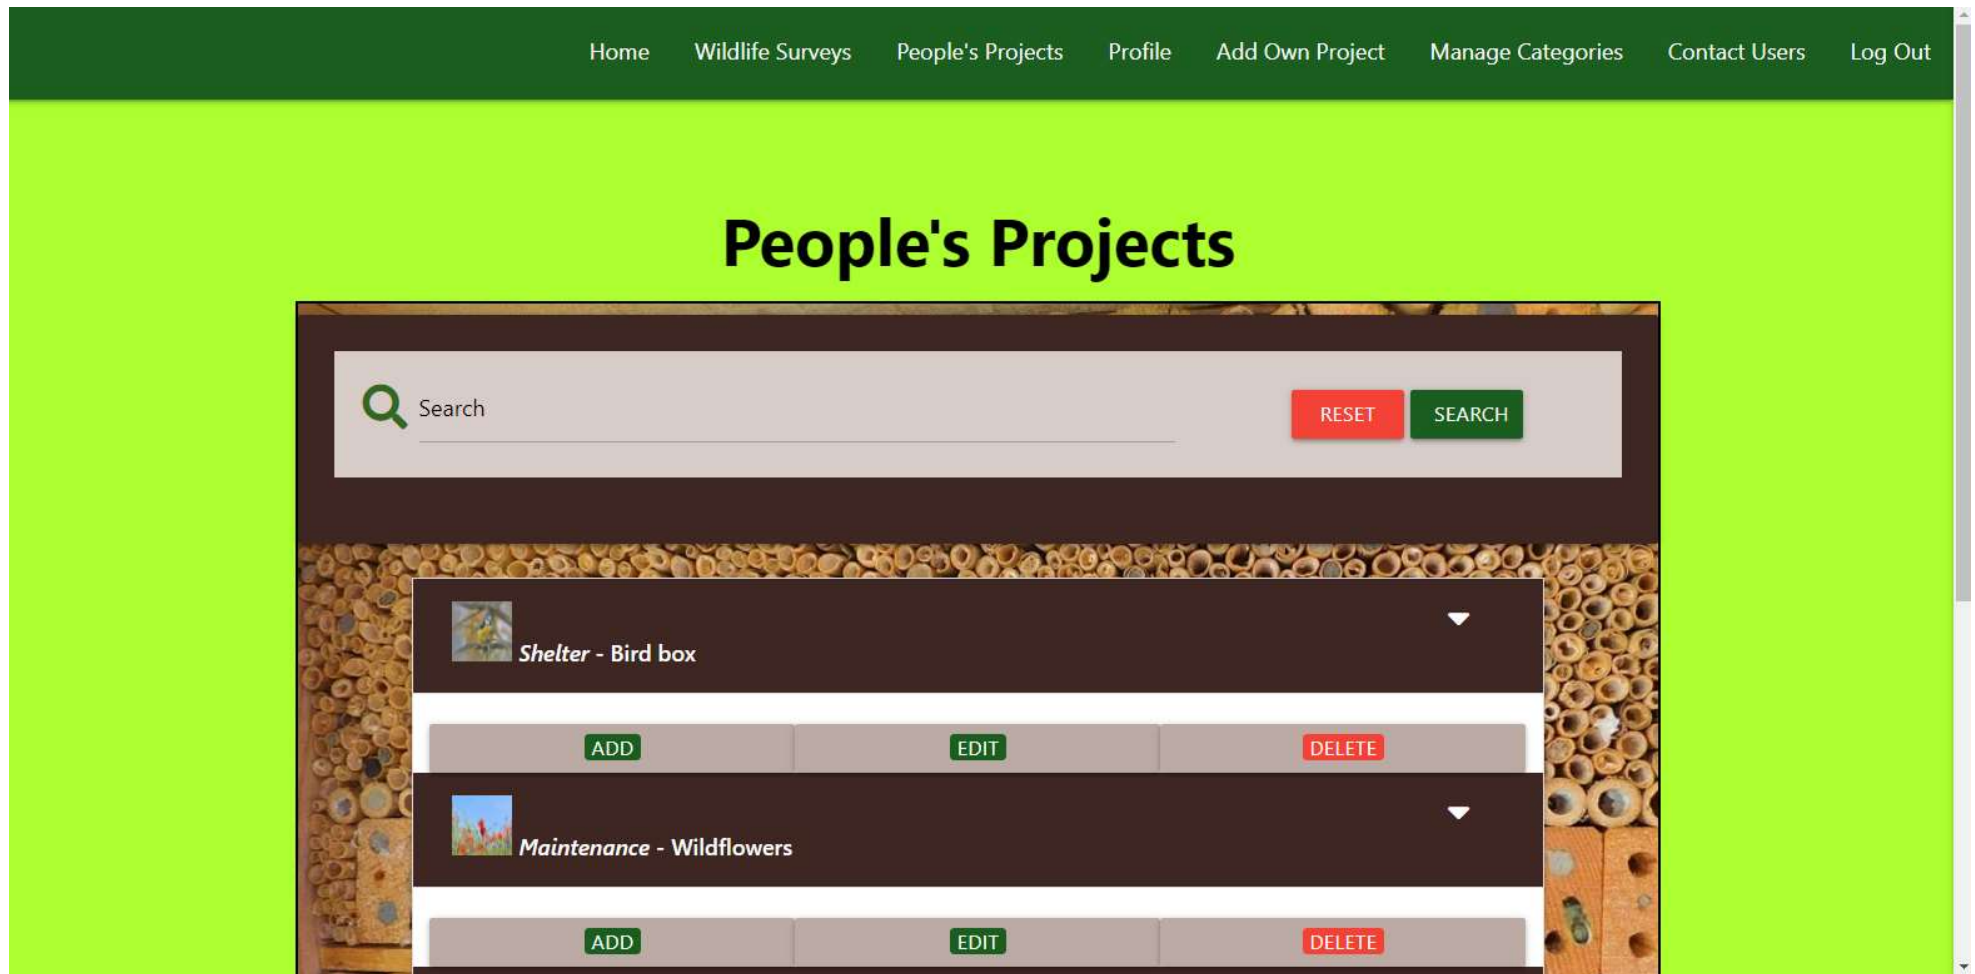 Home Wildlife Surveys People's Projects Profile Add Own Project Manage Categories Contact Users Log Out
People's Projects
Search RESET SEARCH
Shelter - Bird box
ADD EDIT DELETE
Maintenance - Wildflowers
ADD EDIT DELETE